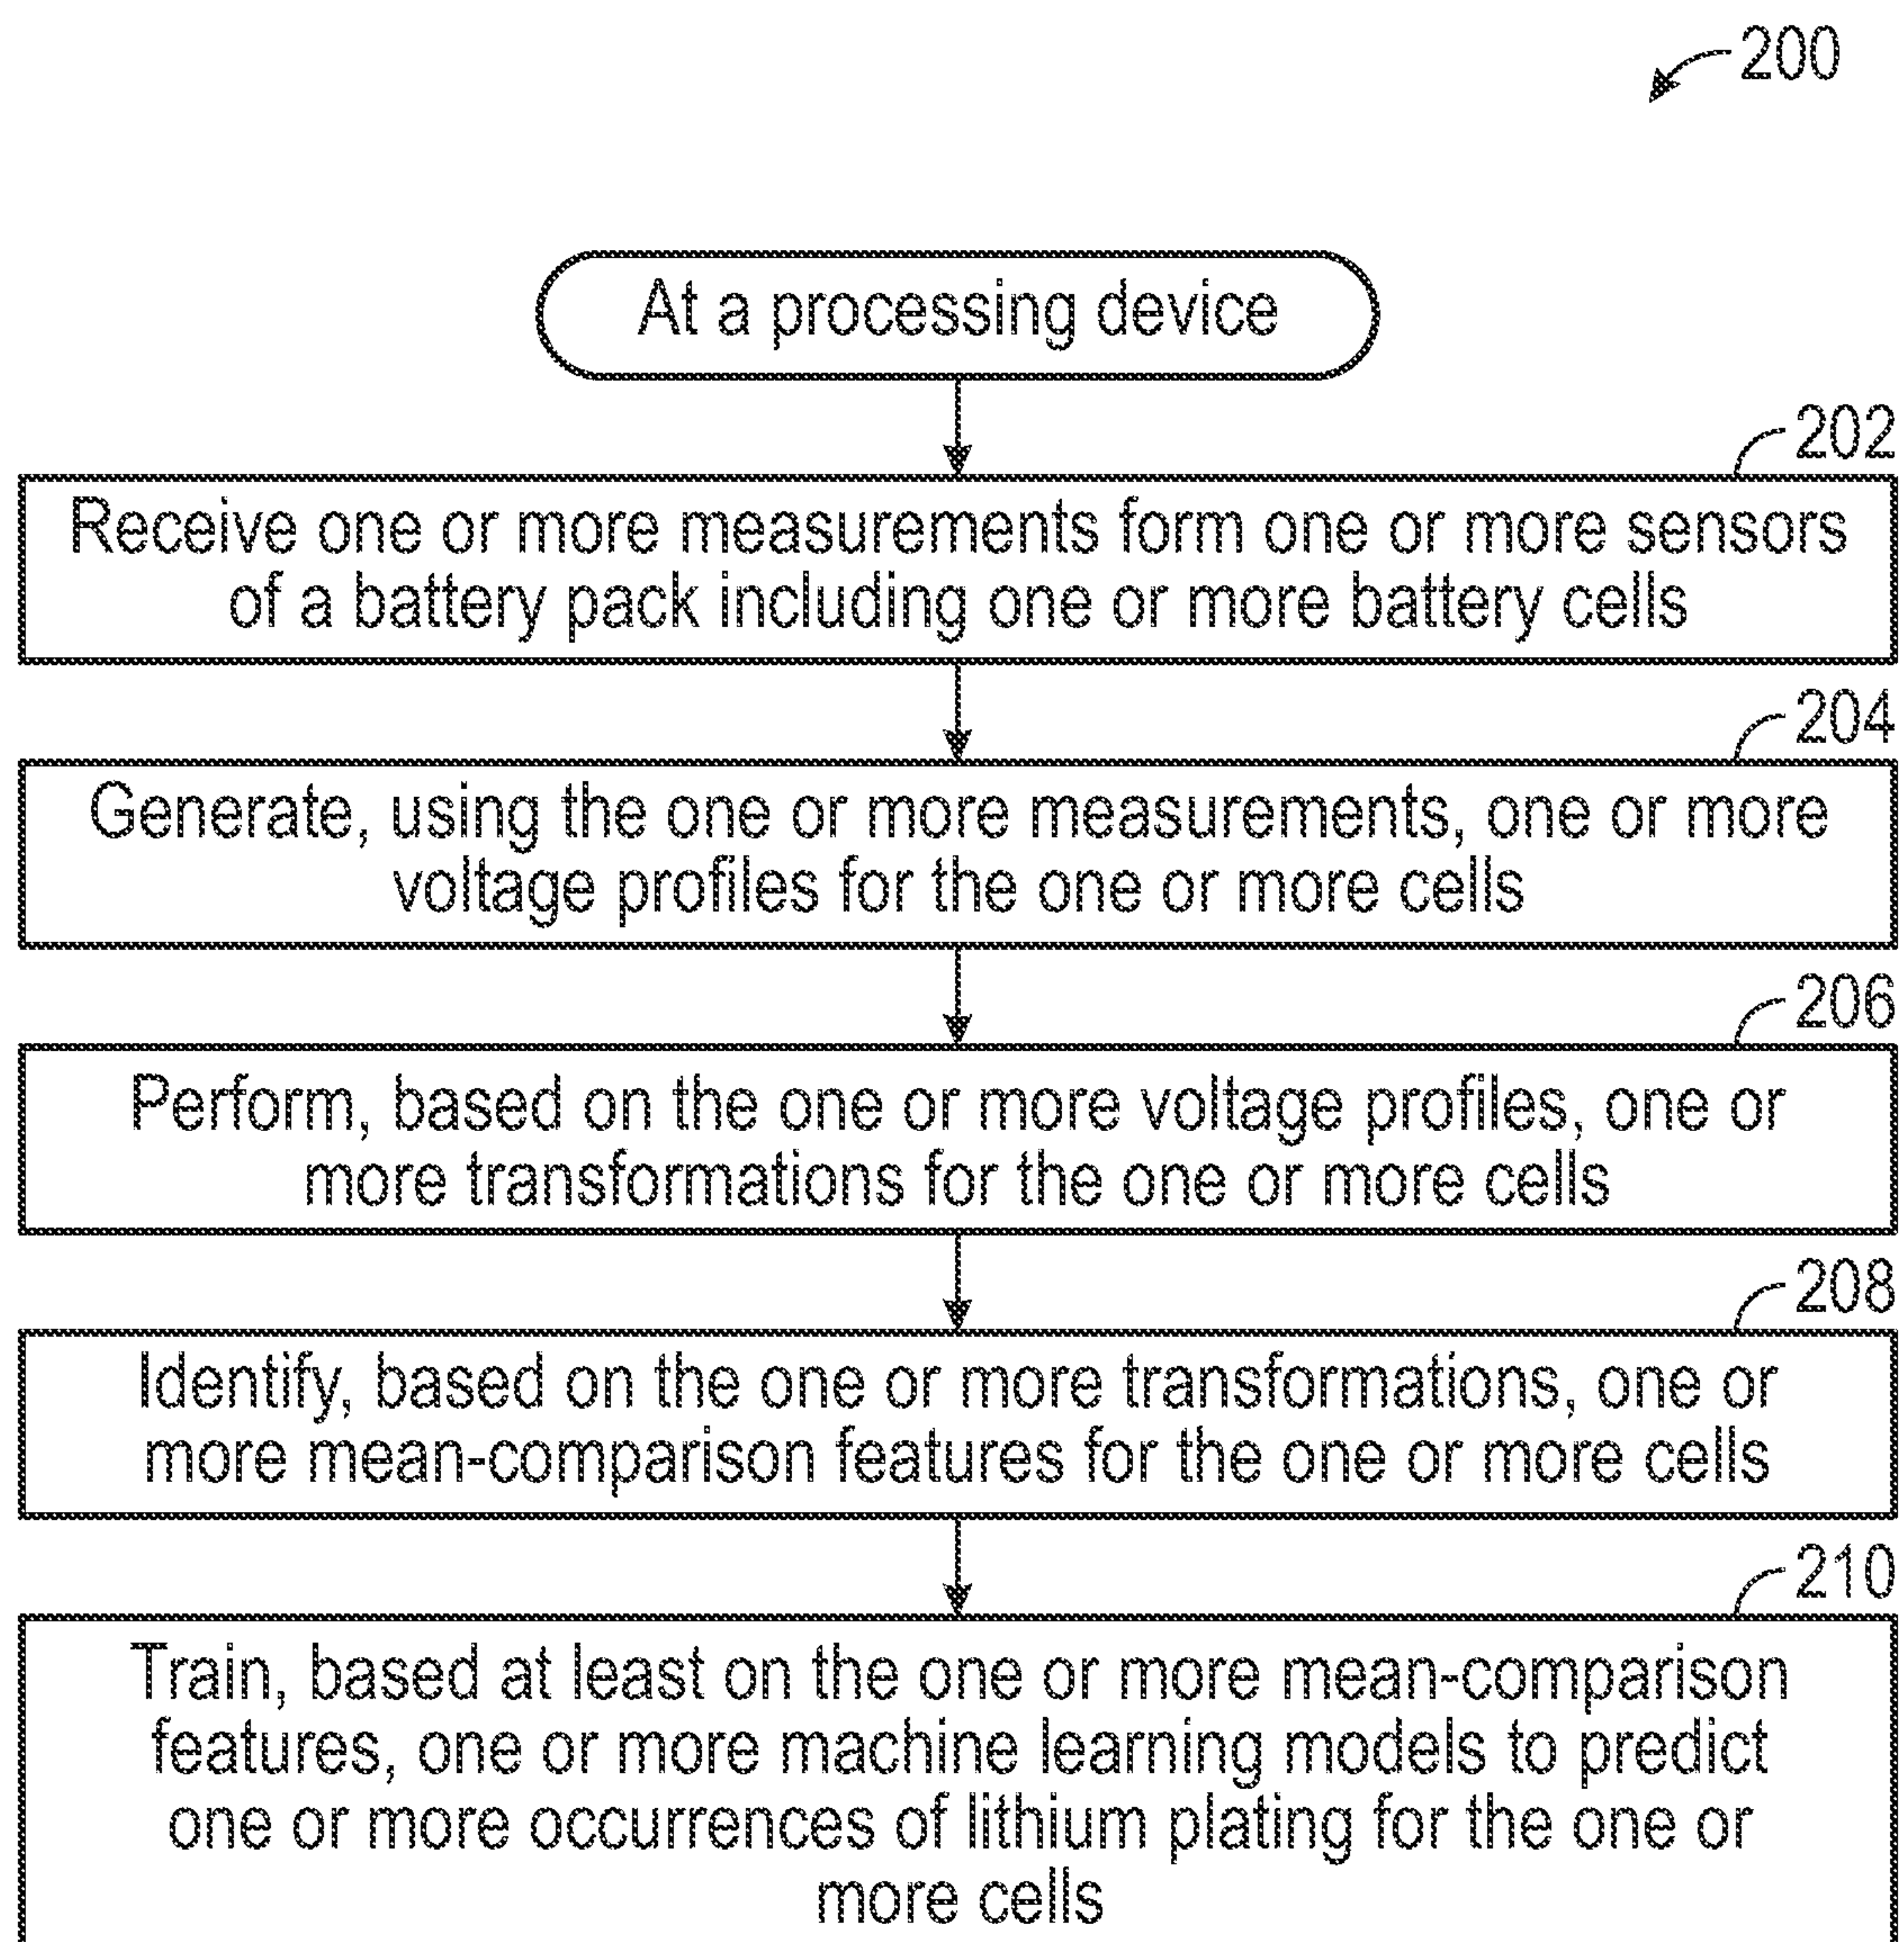 200
At a processing device
202
Receive one or more measurements form one or more sensors
of a battery pack including one or more battery cells
204
Generate, using the one or more measurements, one or more
voltage profiles for the one or more cells
206
Perform, based on the one or more voltage profiles, one or
more transformations for the one or more cells
208
Identify, based on the one or more transformations, one or
more mean-comparison features for the one or more cells
210
Train, based at least on the one or more mean-comparison
features, one or more machine learning models to predict
one or more occurrences of lithium plating for the one or
more cells